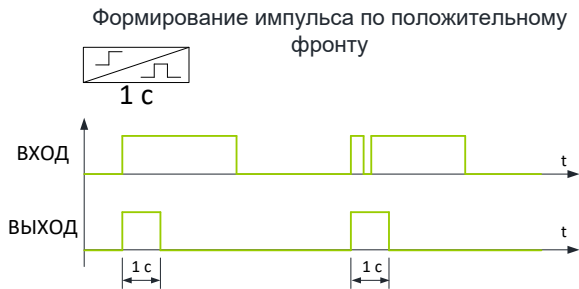 Формирование импульса по положительному
фронту
1 с
ВХОД
t
ВЫХОД
t
1 с
1 с